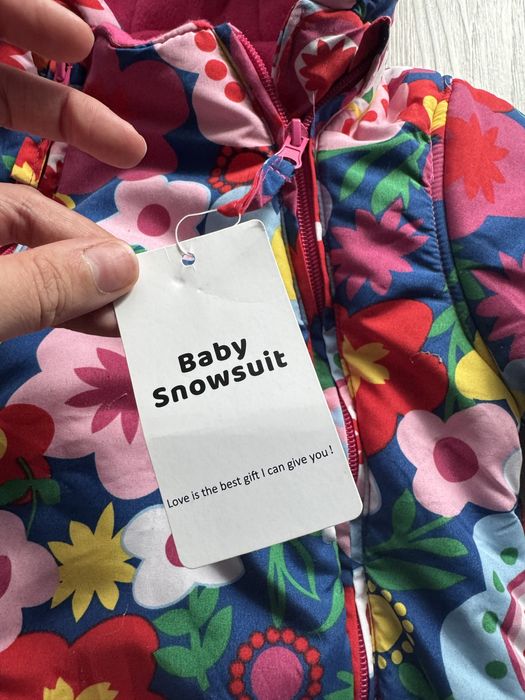 Baby
Snowsuit
Love is the best gift I can give you !